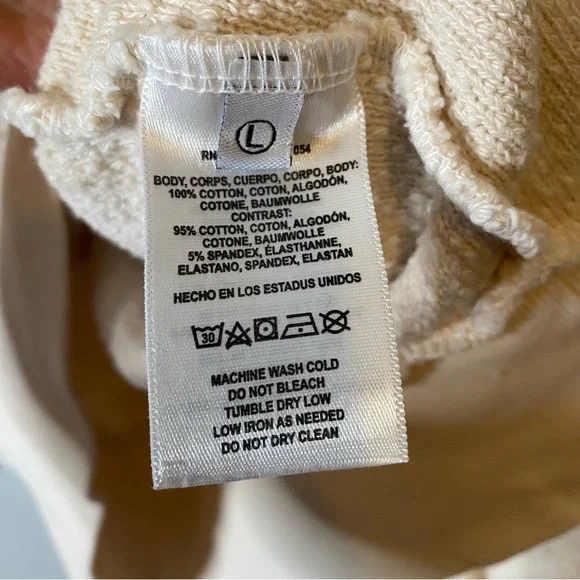 L
RN 054
BODY, CORPS, CUERPO, CORPO, BODY:
100% COTTON, COTON, ALGODÓN,
COTONE, BAUMWOLLE
CONTRAST:
95% COTTON, COTON, ALGODÓN,
COTONE, BAUMWOLLE
5% SPANDEX, ÉLASTHANNE,
ELASTANO, SPANDEX, ELASTAN
HECHO EN LOS ESTADUS UNIDOS
30
MACHINE WASH COLD
DO NOT BLEACH
TUMBLE DRY LOW
LOW IRON AS NEEDED
DO NOT DRY CLEAN